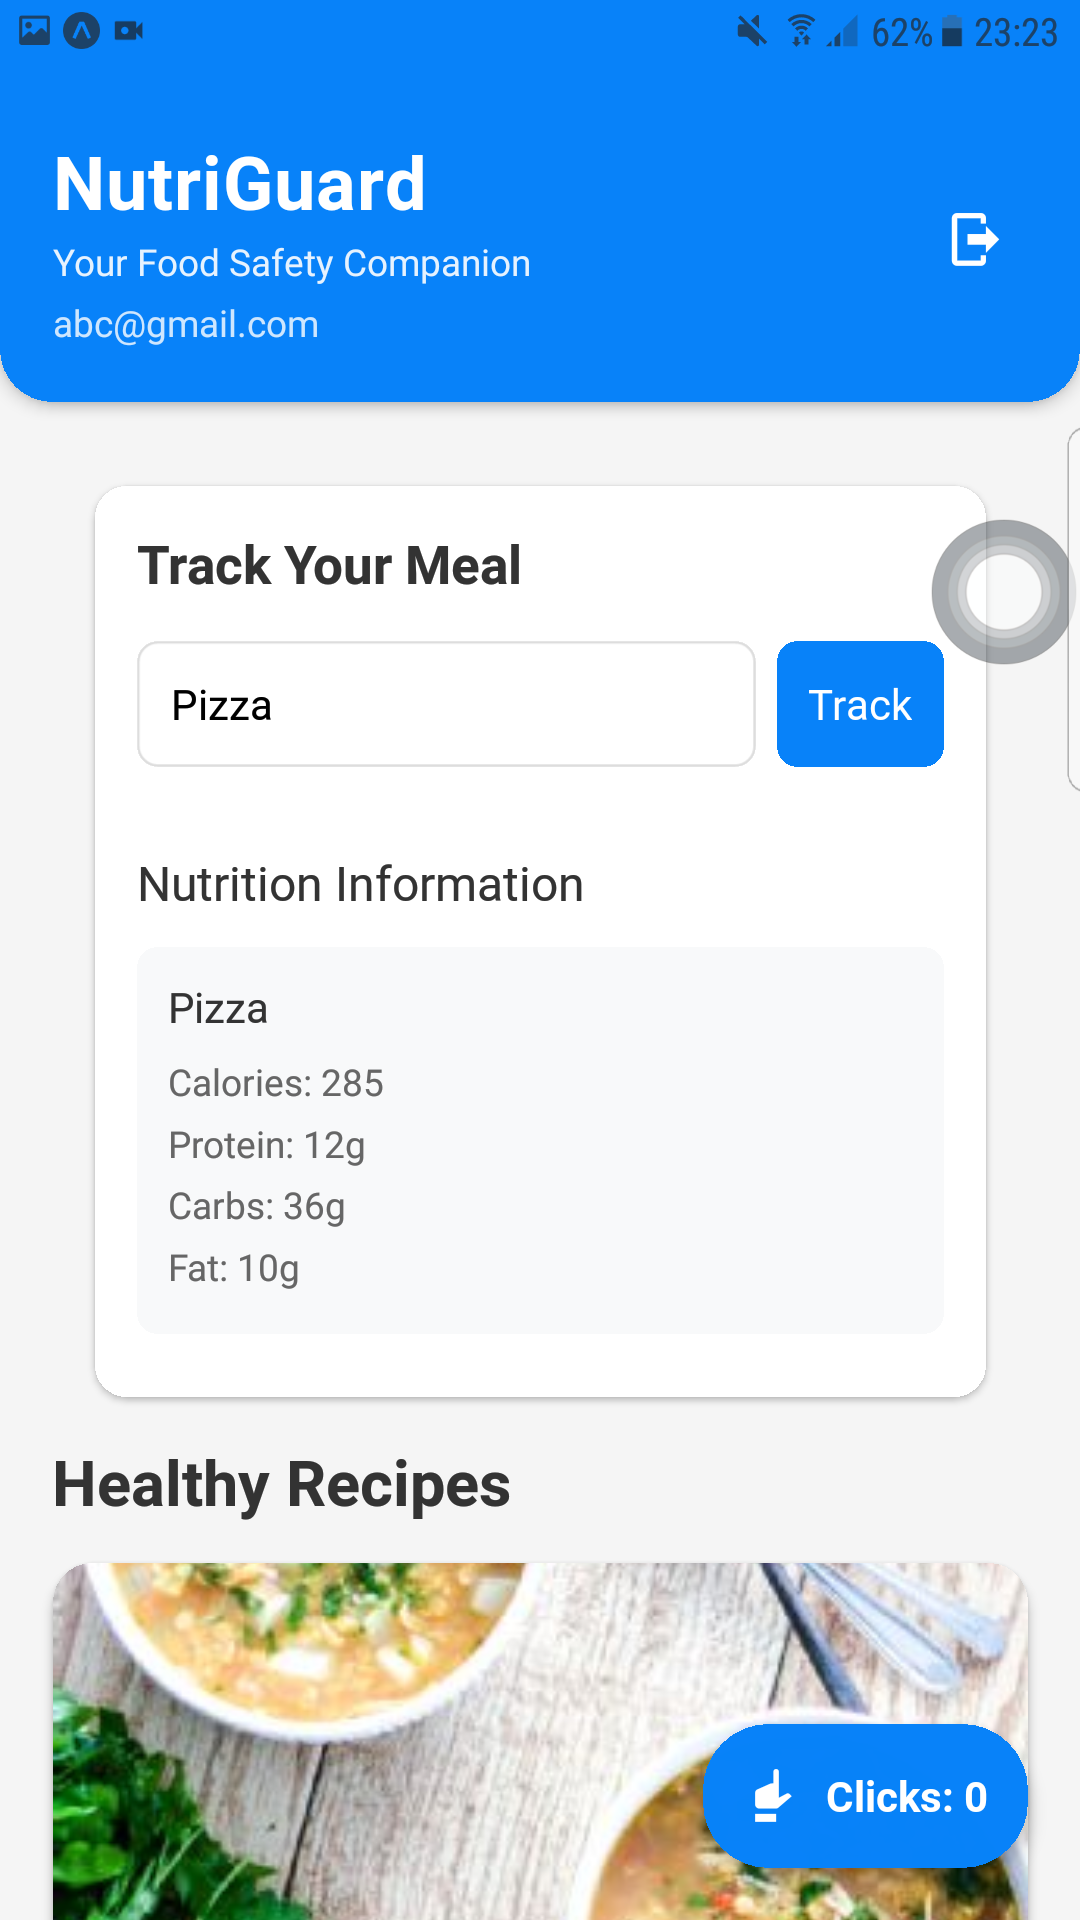 62% 23:23
NutriGuard
Your Food Safety Companion
abc@gmail.com
Track Your Meal
Pizza
Track
Nutrition Information
Pizza
Calories: 285
Protein: 12g
Carbs: 36g
Fat: 10g
Healthy Recipes
Clicks: 0